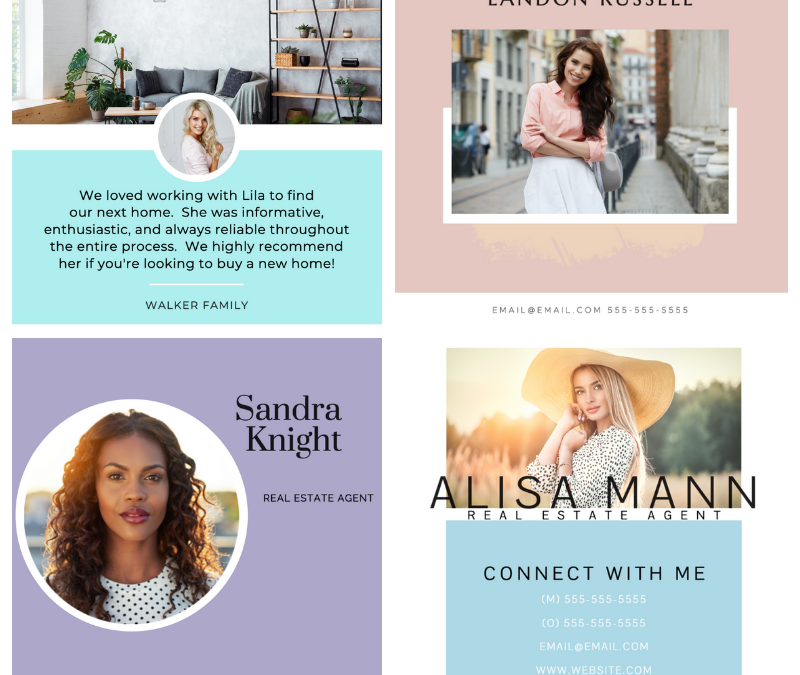 We loved working with Lila to find
our next home. She was informative,
enthusiastic, and always reliable throughout
the entire process. We highly recommend
her if you're looking to buy a new home!
WALKER FAMILY
LANDON RUSSELL
EMAIL@EMAIL.COM 555-555-5555
Sandra
Knight
REAL ESTATE AGENT
ALISA MANN
REAL ESTATE AGENT
CONNECT WITH ME
(M) 555-555-5555
(O) 555-555-5555
EMAIL@EMAIL.COM
WWW.WEBSITE.COM